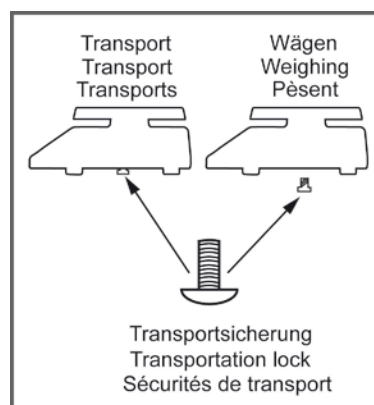 Transport
Transport
Transports
Wägen
Weighing
Pèsent
Transportsicherung
Transportation lock
Sécurités de transport